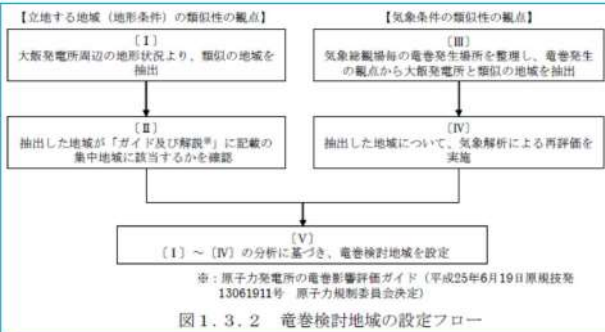 【立地する地域（地形条件）の類似性の観点】
【気象条件の類似性の観点】
〔Ⅰ〕
大飯発電所周辺の地形状況より、類似の地域を
抽出
〔Ⅲ〕
気象総観場毎の竜巻発生場所を整理し、竜巻発生
の観点から大飯発電所と類似の地域を抽出
〔Ⅱ〕
抽出した地域が「ガイド及び解説※」に記載の
集中地域に該当するかを確認
〔Ⅳ〕
抽出した地域について、気象解析による再評価を
実施
〔Ⅴ〕
〔Ⅰ〕～〔Ⅳ〕の分析に基づき、竜巻検討地域を設定
※：原子力発電所の竜巻影響評価ガイド（平成25年6月19日原規技発
13061911号　原子力規制委員会決定）
図１.３.２　竜巻検討地域の設定フロー